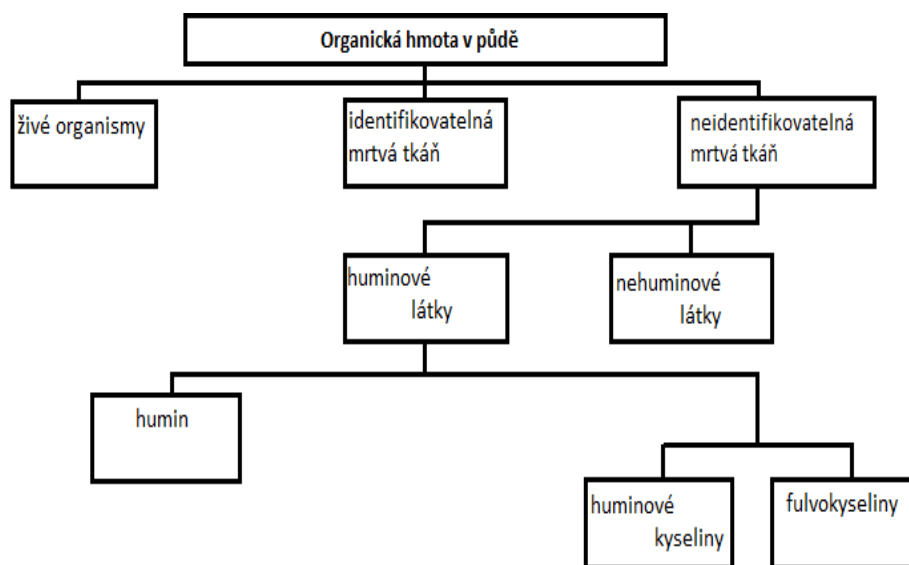 Organická hmota v půdě
živé organismy
identifikovatelná
mrtvá tkáň
neidentifikovatelná
mrtvá tkáň
huminové
látky
nehuminové
látky
humin
huminové
kyseliny
fulvokyseliny